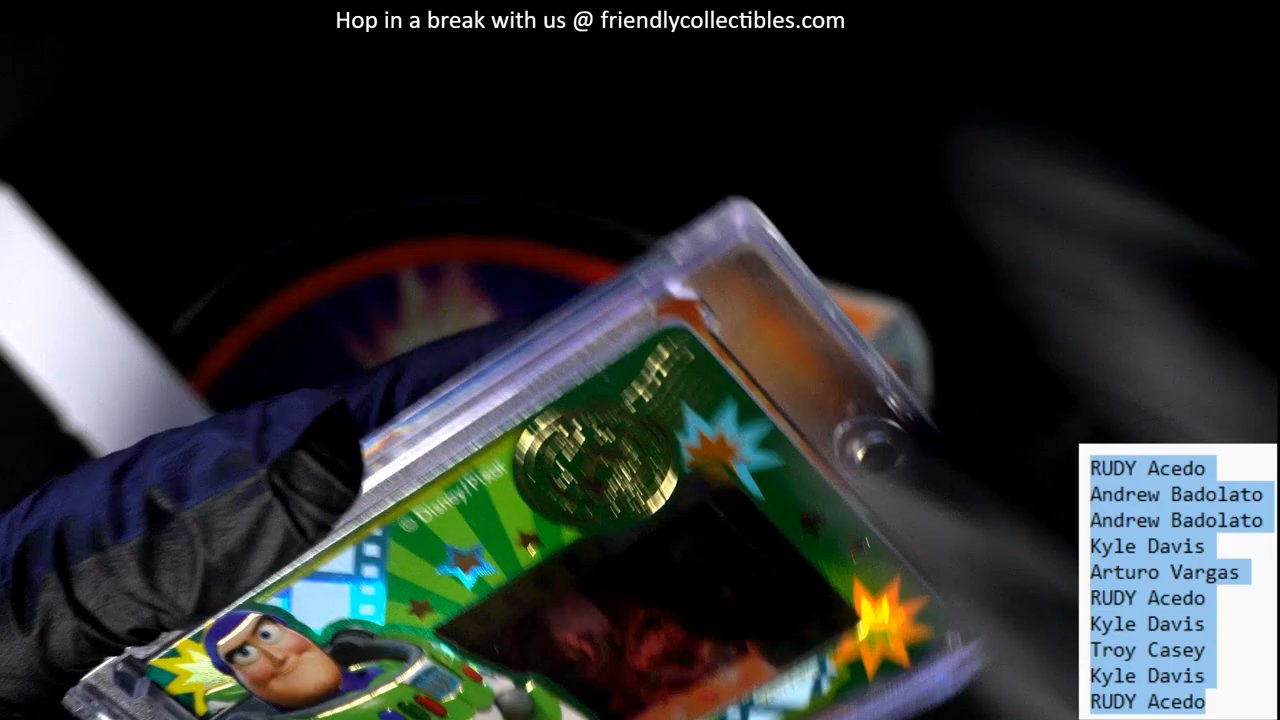 Hop in a break with us @ friendlycollectibles.com
© Disney/Pixar
RUDY Acedo
Andrew Badolato
Andrew Badolato
Kyle Davis
Arturo Vargas
RUDY Acedo
Kyle Davis
Troy Casey
Kyle Davis
RUDY Acedo